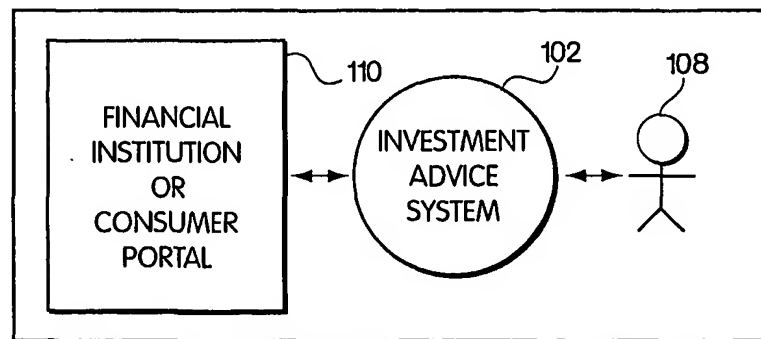 110
102
108
FINANCIAL
INSTITUTION
OR
CONSUMER
PORTAL
INVESTMENT
ADVICE
SYSTEM